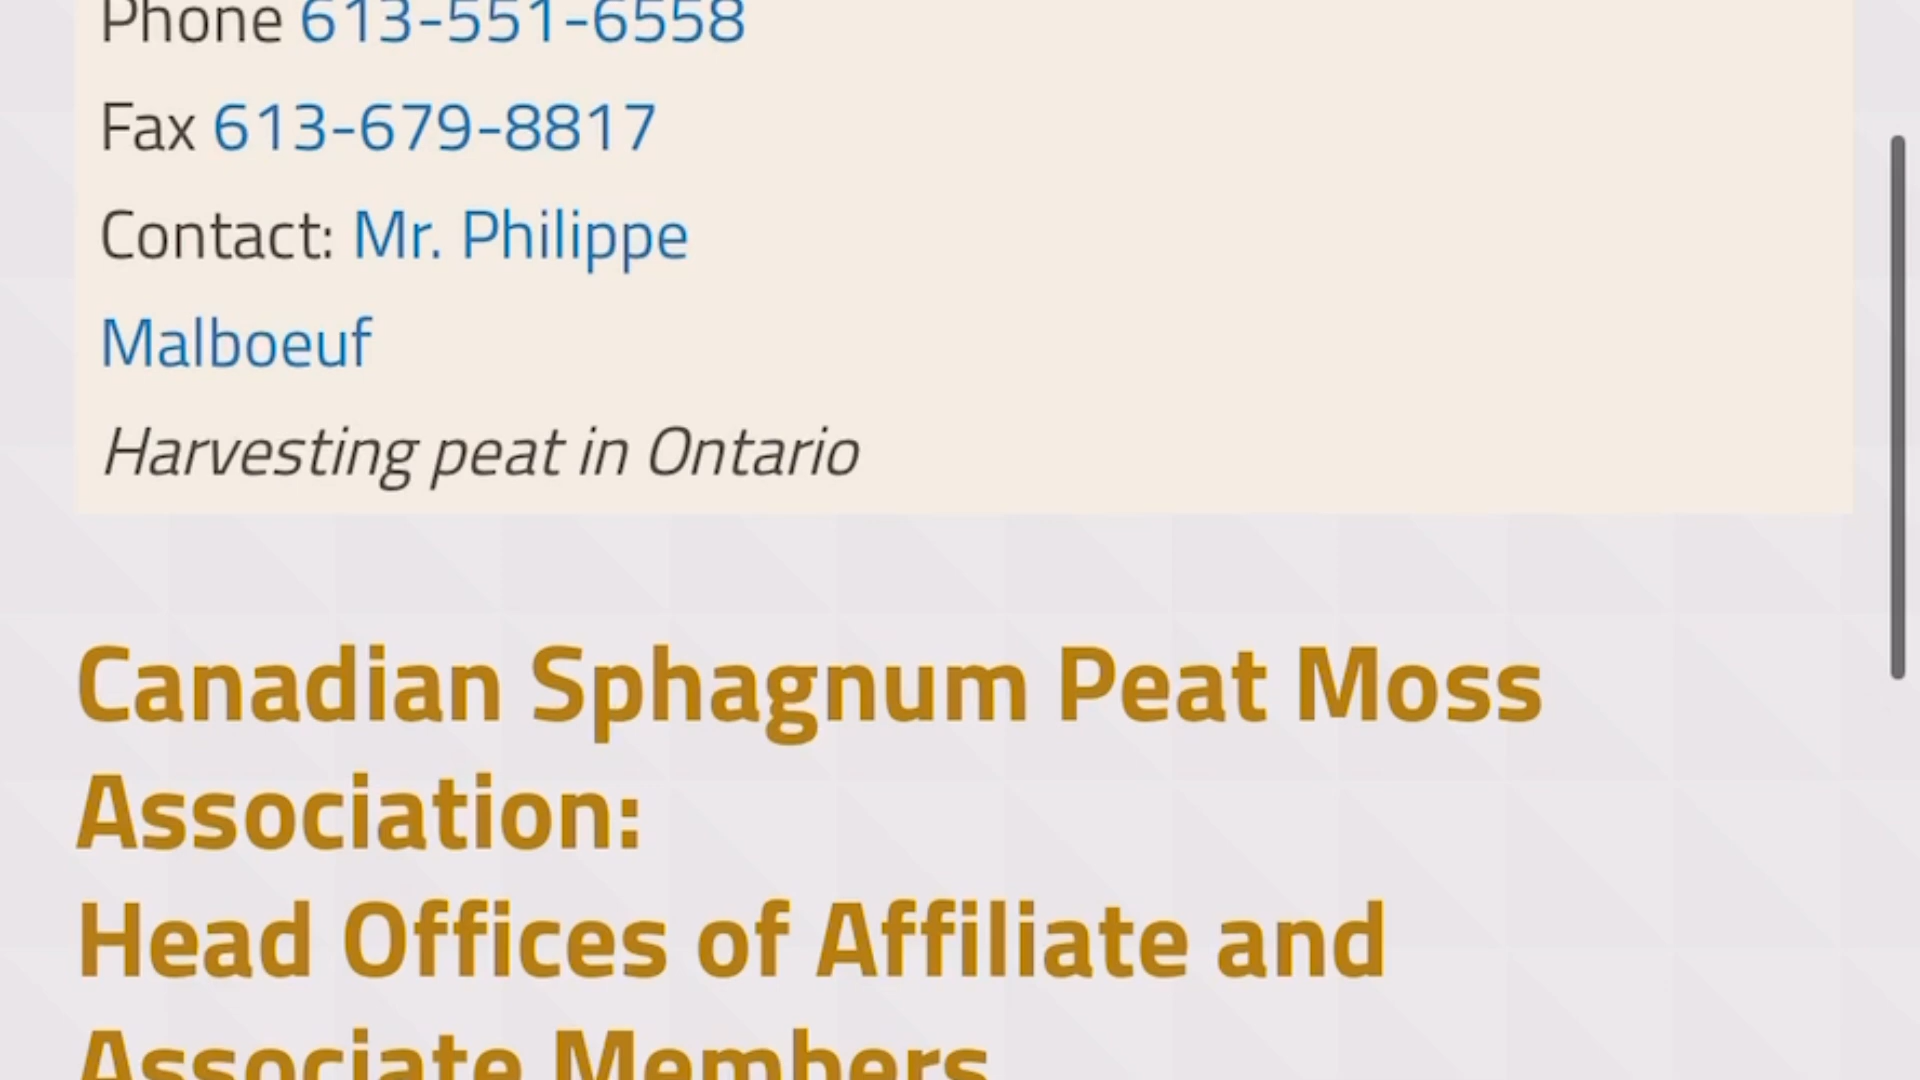 Phone 613-551-6558
Fax 613-679-8817
Contact: Mr. Philippe
Malboeuf
Harvesting peat in Ontario
Canadian Sphagnum Peat Moss
Association:
Head Offices of Affiliate and
Associate Members